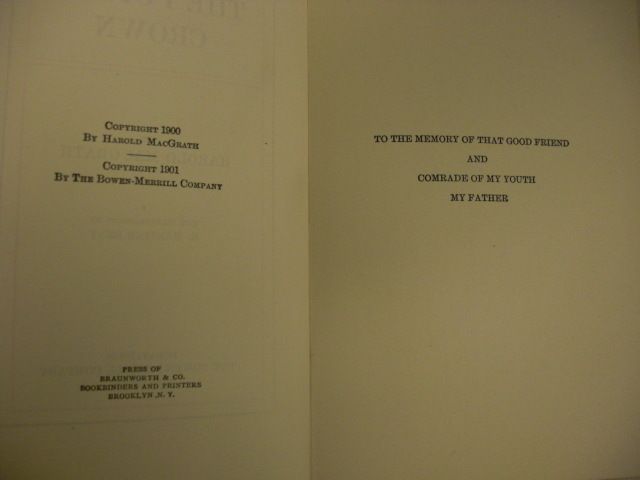 COPYRIGHT 1900
BY HAROLD MACGRATH
COPYRIGHT 1901
BY THE BOWEN-MERRILL COMPANY
PRESS OF
BRAUNWORTH & CO.
BOOKBINDERS AND PRINTERS
BROOKLYN, N. Y.
TO THE MEMORY OF THAT GOOD FRIEND
AND
COMRADE OF MY YOUTH
MY FATHER